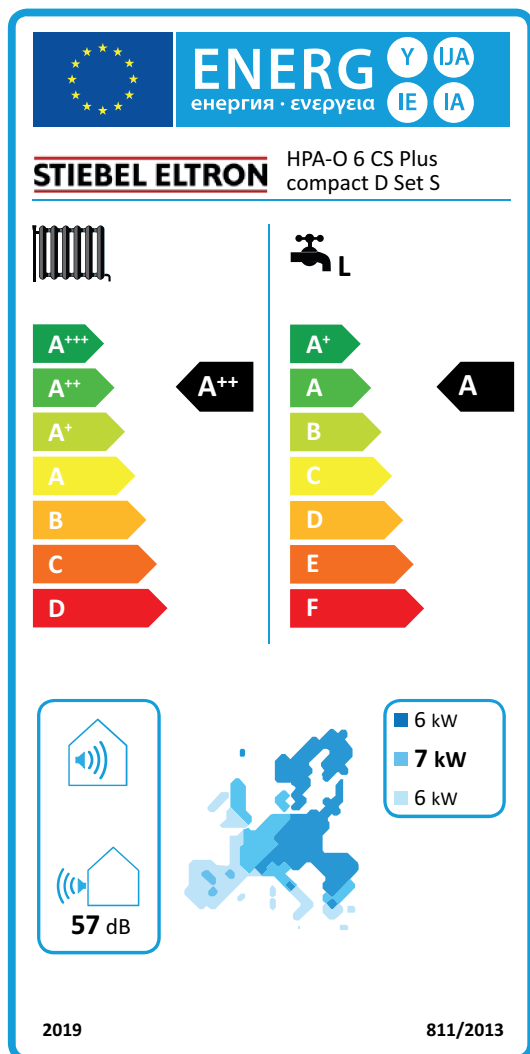 ENERG
енергия · ενεργεια
Y IJA
IE IA
STIEBEL ELTRON
HPA-O 6 CS Plus
compact D Set S
L
A+++
A++
A+
A
B
C
D
A++
A+
A
B
C
D
E
F
A
57 dB
6 kW
7 kW
6 kW
2019
811/2013